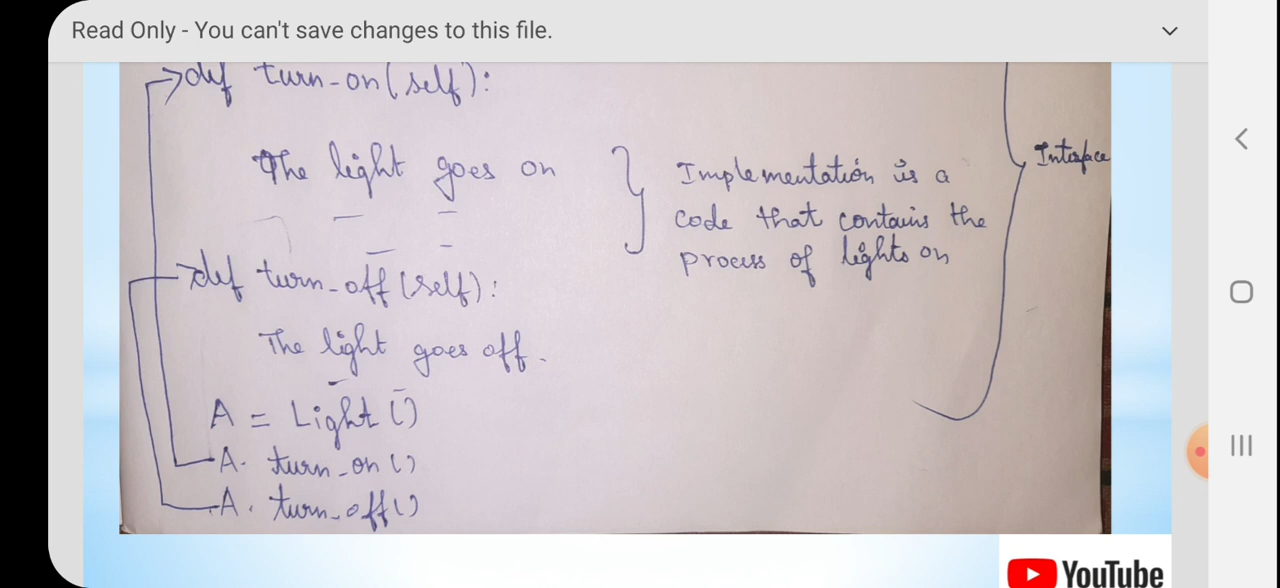 Read Only - You can't save changes to this file.
def turn-on(self):
The light goes on
Implementation is a
code that contains the
process of lights on
Interface
def turn-off(self):
The light goes off.
A = Light()
A. turn-on()
A. turn-off()
YouTube